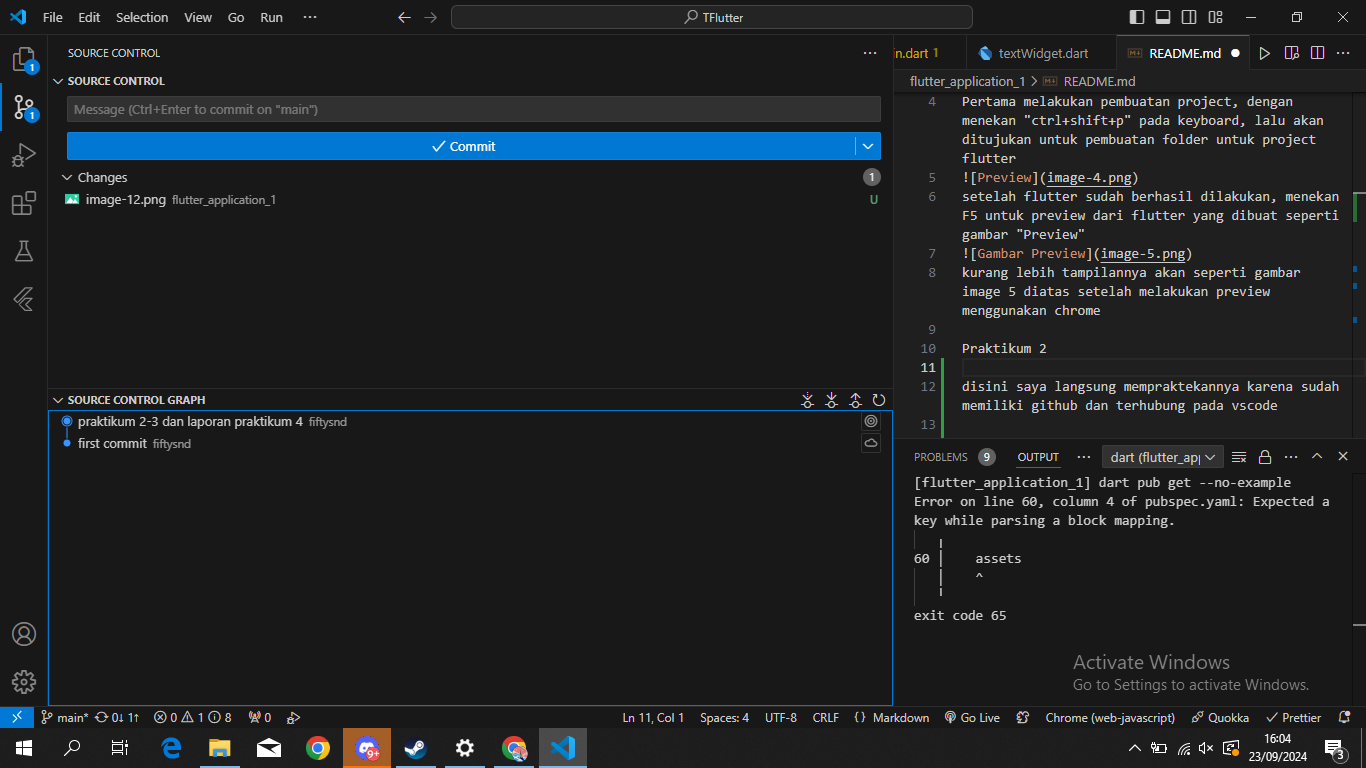 File Edit Selection View Go Run ··· TFlutter
SOURCE CONTROL ···
SOURCE CONTROL
Message (Ctrl+Enter to commit on "main")
Commit
Changes 1
image-12.png flutter_application_1 U
SOURCE CONTROL GRAPH
praktikum 2-3 dan laporan praktikum 4 fiftysnd
first commit fiftysnd
1
1
n.dart 1 textWidget.dart README.md ···
flutter_application_1 > README.md
4 Pertama melakukan pembuatan project, dengan
menekan "ctrl+shift+p" pada keyboard, lalu akan
ditujukan untuk pembuatan folder untuk project
flutter
5 ![Preview](image-4.png)
6 setelah flutter sudah berhasil dilakukan, menekan
F5 untuk preview dari flutter yang dibuat seperti
gambar "Preview"
7 ![Gambar Preview](image-5.png)
8 kurang lebih tampilannya akan seperti gambar
image 5 diatas setelah melakukan preview
menggunakan chrome
9
10 Praktikum 2
11
12 disini saya langsung mempraktekannya karena sudah
memiliki github dan terhubung pada vscode
13
PROBLEMS 9 OUTPUT ··· dart (flutter_ap ···
[flutter_application_1] dart pub get --no-example
Error on line 60, column 4 of pubspec.yaml: Expected a
key while parsing a block mapping.
60 │ assets
│ ^
exit code 65
Activate Windows
Go to Settings to activate Windows.
main* 0↓ 1↑ 0 1 8 0 Ln 11, Col 1 Spaces: 4 UTF-8 CRLF {} Markdown Go Live Chrome (web-javascript) Quokka Prettier
9+ 16:04
23/09/2024 3